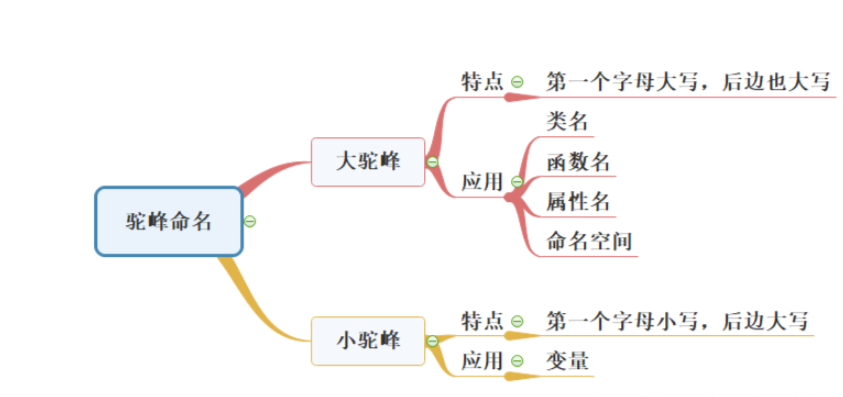 驼峰命名
大驼峰
特点
第一个字母大写，后边也大写
应用
类名
函数名
属性名
命名空间
小驼峰
特点
第一个字母小写，后边大写
应用
变量